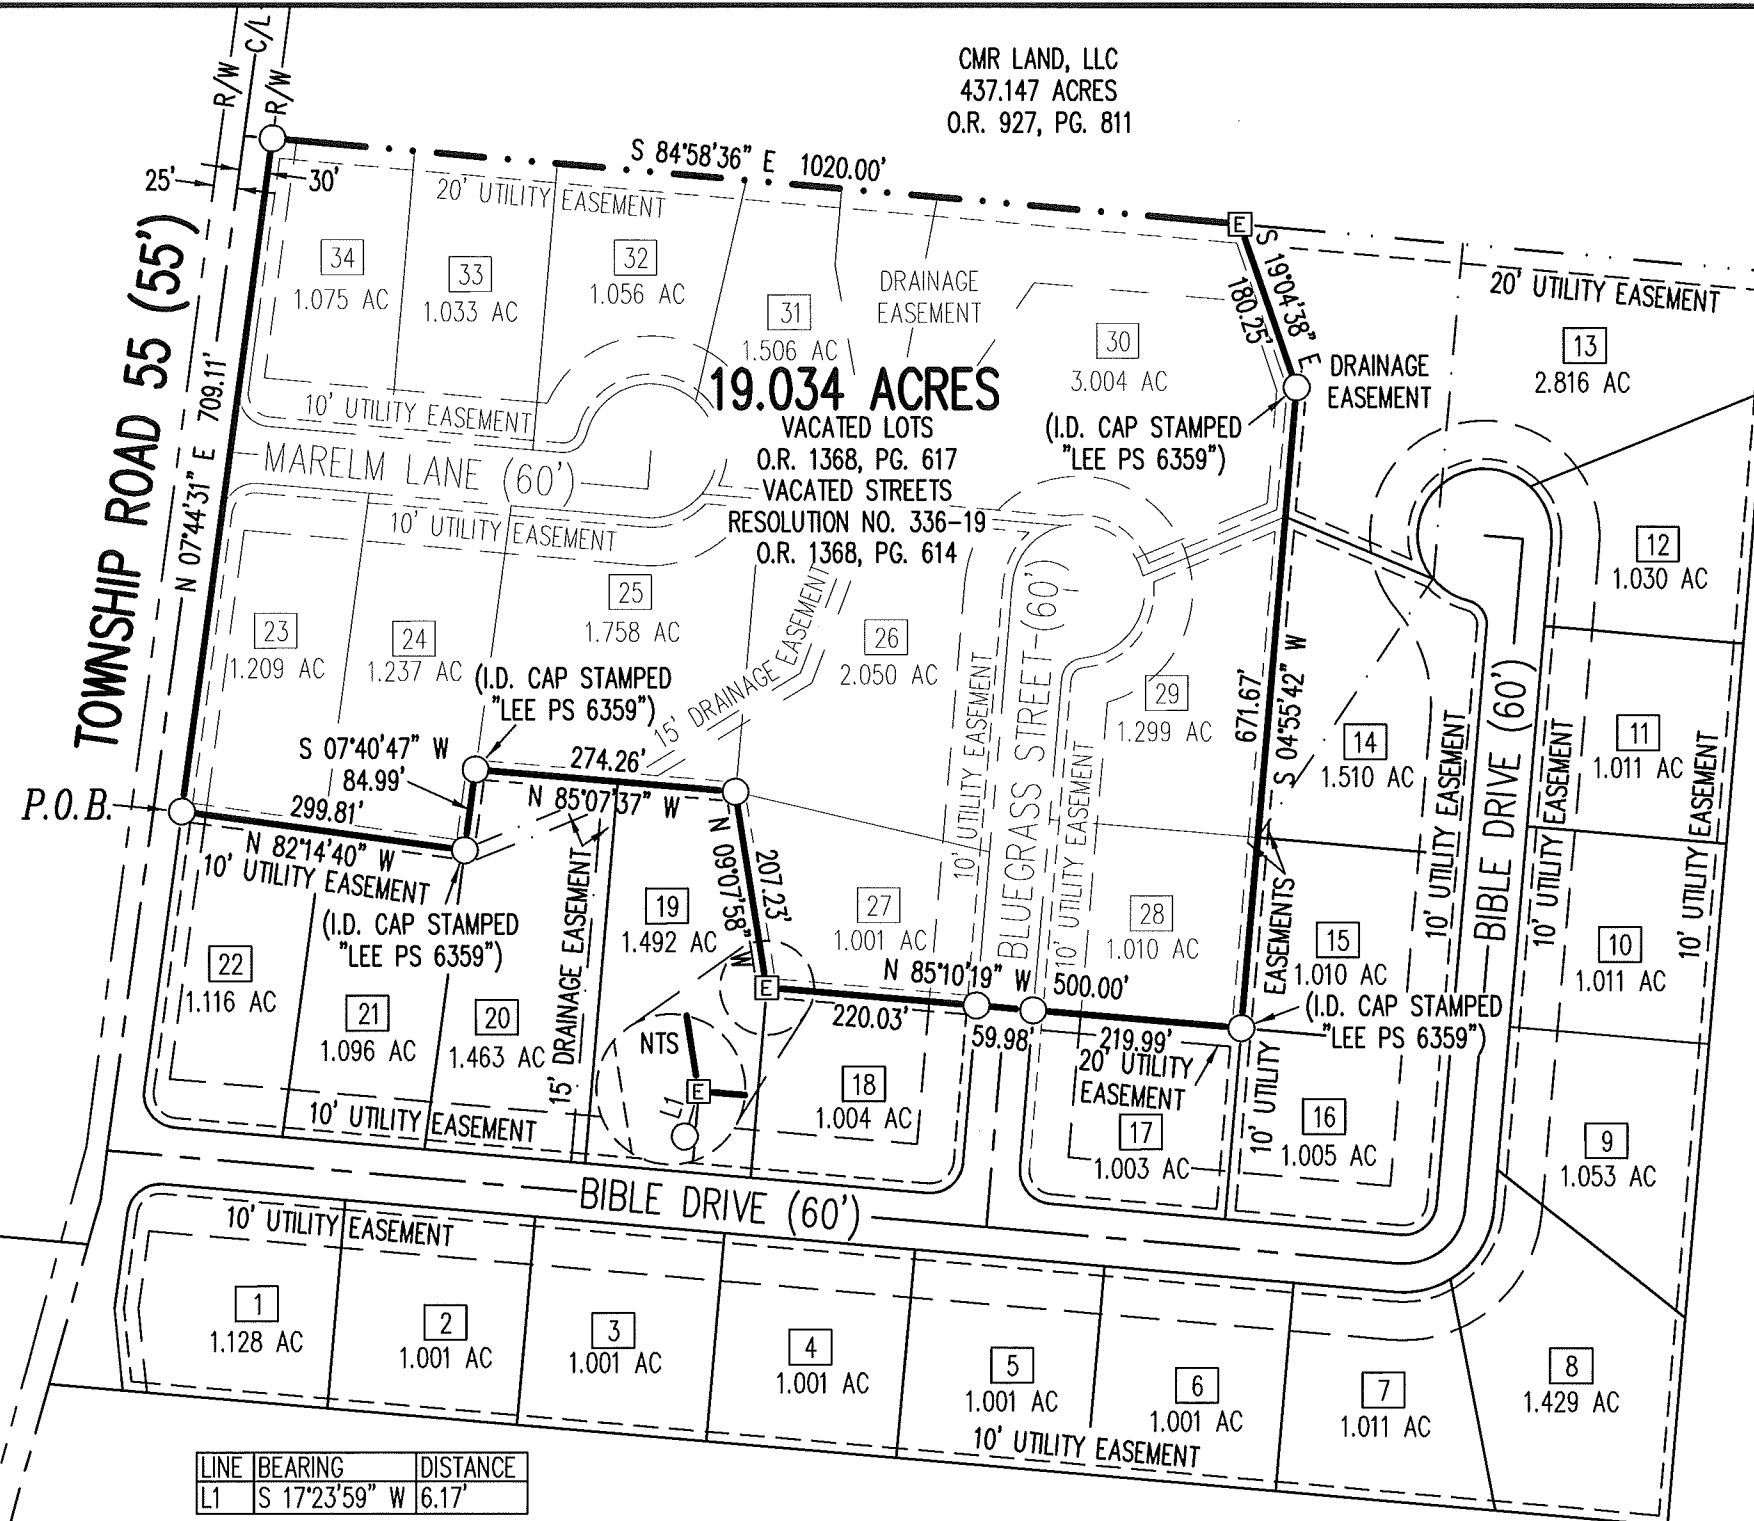 CMR LAND, LLC
437.147 ACRES
O.R. 927, PG. 811
R/W
C/L
R/W
25'
30'
S 84°58'36" E 1020.00'
20' UTILITY EASEMENT
34
1.075 AC
33
1.033 AC
32
1.056 AC
31
1.506 AC
DRAINAGE
EASEMENT
30
3.004 AC
S 19°04'38" E
180.25'
20' UTILITY EASEMENT
13
2.816 AC
DRAINAGE
EASEMENT
TOWNSHIP ROAD 55 (55')
N 07°44'31" E 709.11'
10' UTILITY EASEMENT
19.034 ACRES
VACATED LOTS
O.R. 1368, PG. 617
VACATED STREETS
RESOLUTION NO. 336-19
O.R. 1368, PG. 614
(I.D. CAP STAMPED
"LEE PS 6359")
MARELM LANE (60')
10' UTILITY EASEMENT
12
1.030 AC
23
1.209 AC
24
1.237 AC
25
1.758 AC
15' DRAINAGE EASEMENT
26
2.050 AC
10' UTILITY EASEMENT
BLUEGRASS STREET (60')
10' UTILITY EASEMENT
29
1.299 AC
671.67'
S 04°55'42" W
14
1.510 AC
10' UTILITY EASEMENT
BIBLE DRIVE (60')
10' UTILITY EASEMENT
11
1.011 AC
10' UTILITY EASEMENT
(I.D. CAP STAMPED
"LEE PS 6359")
S 07°40'47" W
84.99'
274.26'
N 85°07'37" W
P.O.B.
299.81'
N 82°14'40" W
10' UTILITY EASEMENT
(I.D. CAP STAMPED
"LEE PS 6359")
N 09°07'58" W
207.23'
22
1.116 AC
21
1.096 AC
20
1.463 AC
15' DRAINAGE EASEMENT
19
1.492 AC
27
1.001 AC
28
1.010 AC
10' UTILITY EASEMENTS
15
1.010 AC
10
1.011 AC
N 85°10'19" W 500.00'
E
E
220.03'
59.98'
219.99'
20' UTILITY
EASEMENT
(I.D. CAP STAMPED
"LEE PS 6359")
NTS
E
L1
18
1.004 AC
17
1.003 AC
16
1.005 AC
9
1.053 AC
10' UTILITY EASEMENT
BIBLE DRIVE (60')
10' UTILITY EASEMENT
1
1.128 AC
2
1.001 AC
3
1.001 AC
4
1.001 AC
5
1.001 AC
6
1.001 AC
7
1.011 AC
8
1.429 AC
10' UTILITY EASEMENT
LINE BEARING DISTANCE
L1 S 17°23'59" W 6.17'